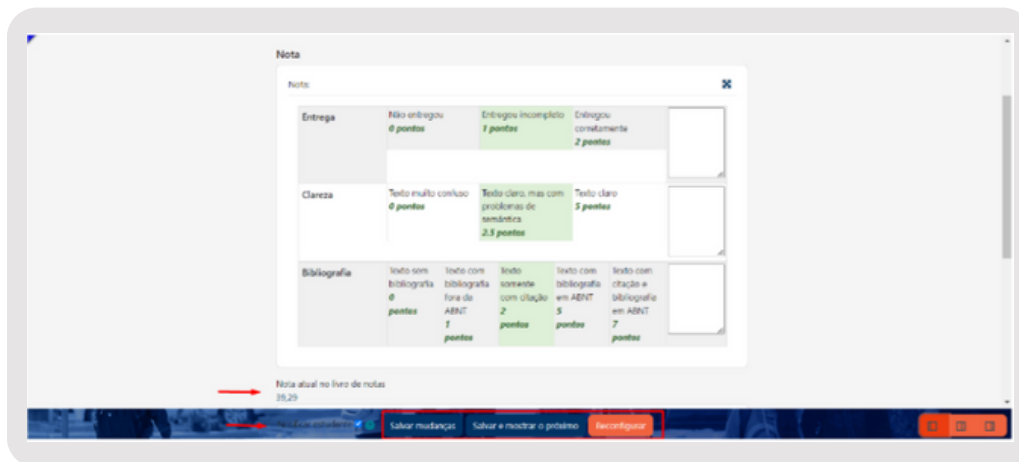 Nota
Nota:
Entrega
Não entregou
0 pontos
Entregou incompleto
1 pontos
Entregou
corretamente
2 pontos
Clareza
Texto muito confuso
0 pontos
Texto claro, mas com
problemas de
semântica
2.5 pontos
Texto claro
5 pontos
Bibliografia
Texto sem
bibliografia
0
pontos
Texto com
bibliografia
fora da
ABNT
1
pontos
Texto
somente
com citação
2
pontos
Texto com
bibliografia
em ABNT
5
pontos
Texto com
citação e
bibliografia
em ABNT
7
pontos
Nota atual no livro de notas
39,29
estudante
Salvar mudanças
Salvar e mostrar o próximo
Reconfigurar